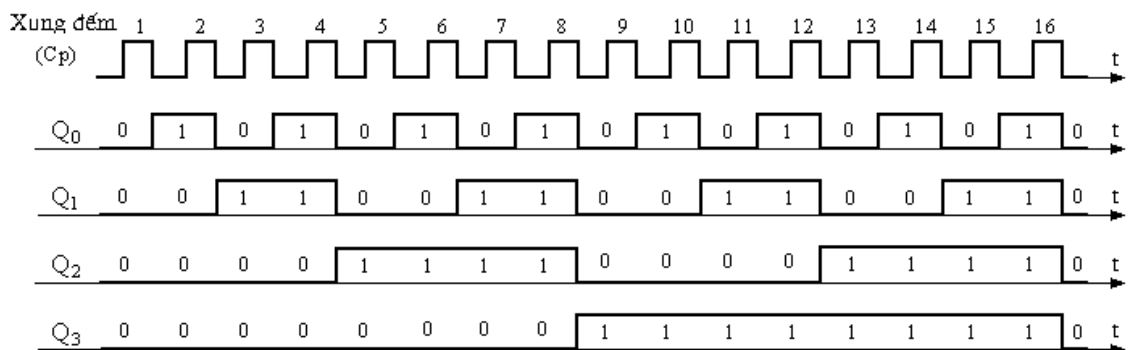 Xung đếm 1 2 3 4 5 6 7 8 9 10 11 12 13 14 15 16
(Cp) t
Q0 0 1 0 1 0 1 0 1 0 1 0 1 0 1 0 1 0 t
Q1 0 0 1 1 0 0 1 1 0 0 1 1 0 0 1 1 0 t
Q2 0 0 0 0 1 1 1 1 0 0 0 0 1 1 1 1 0 t
Q3 0 0 0 0 0 0 0 0 1 1 1 1 1 1 1 1 0 t